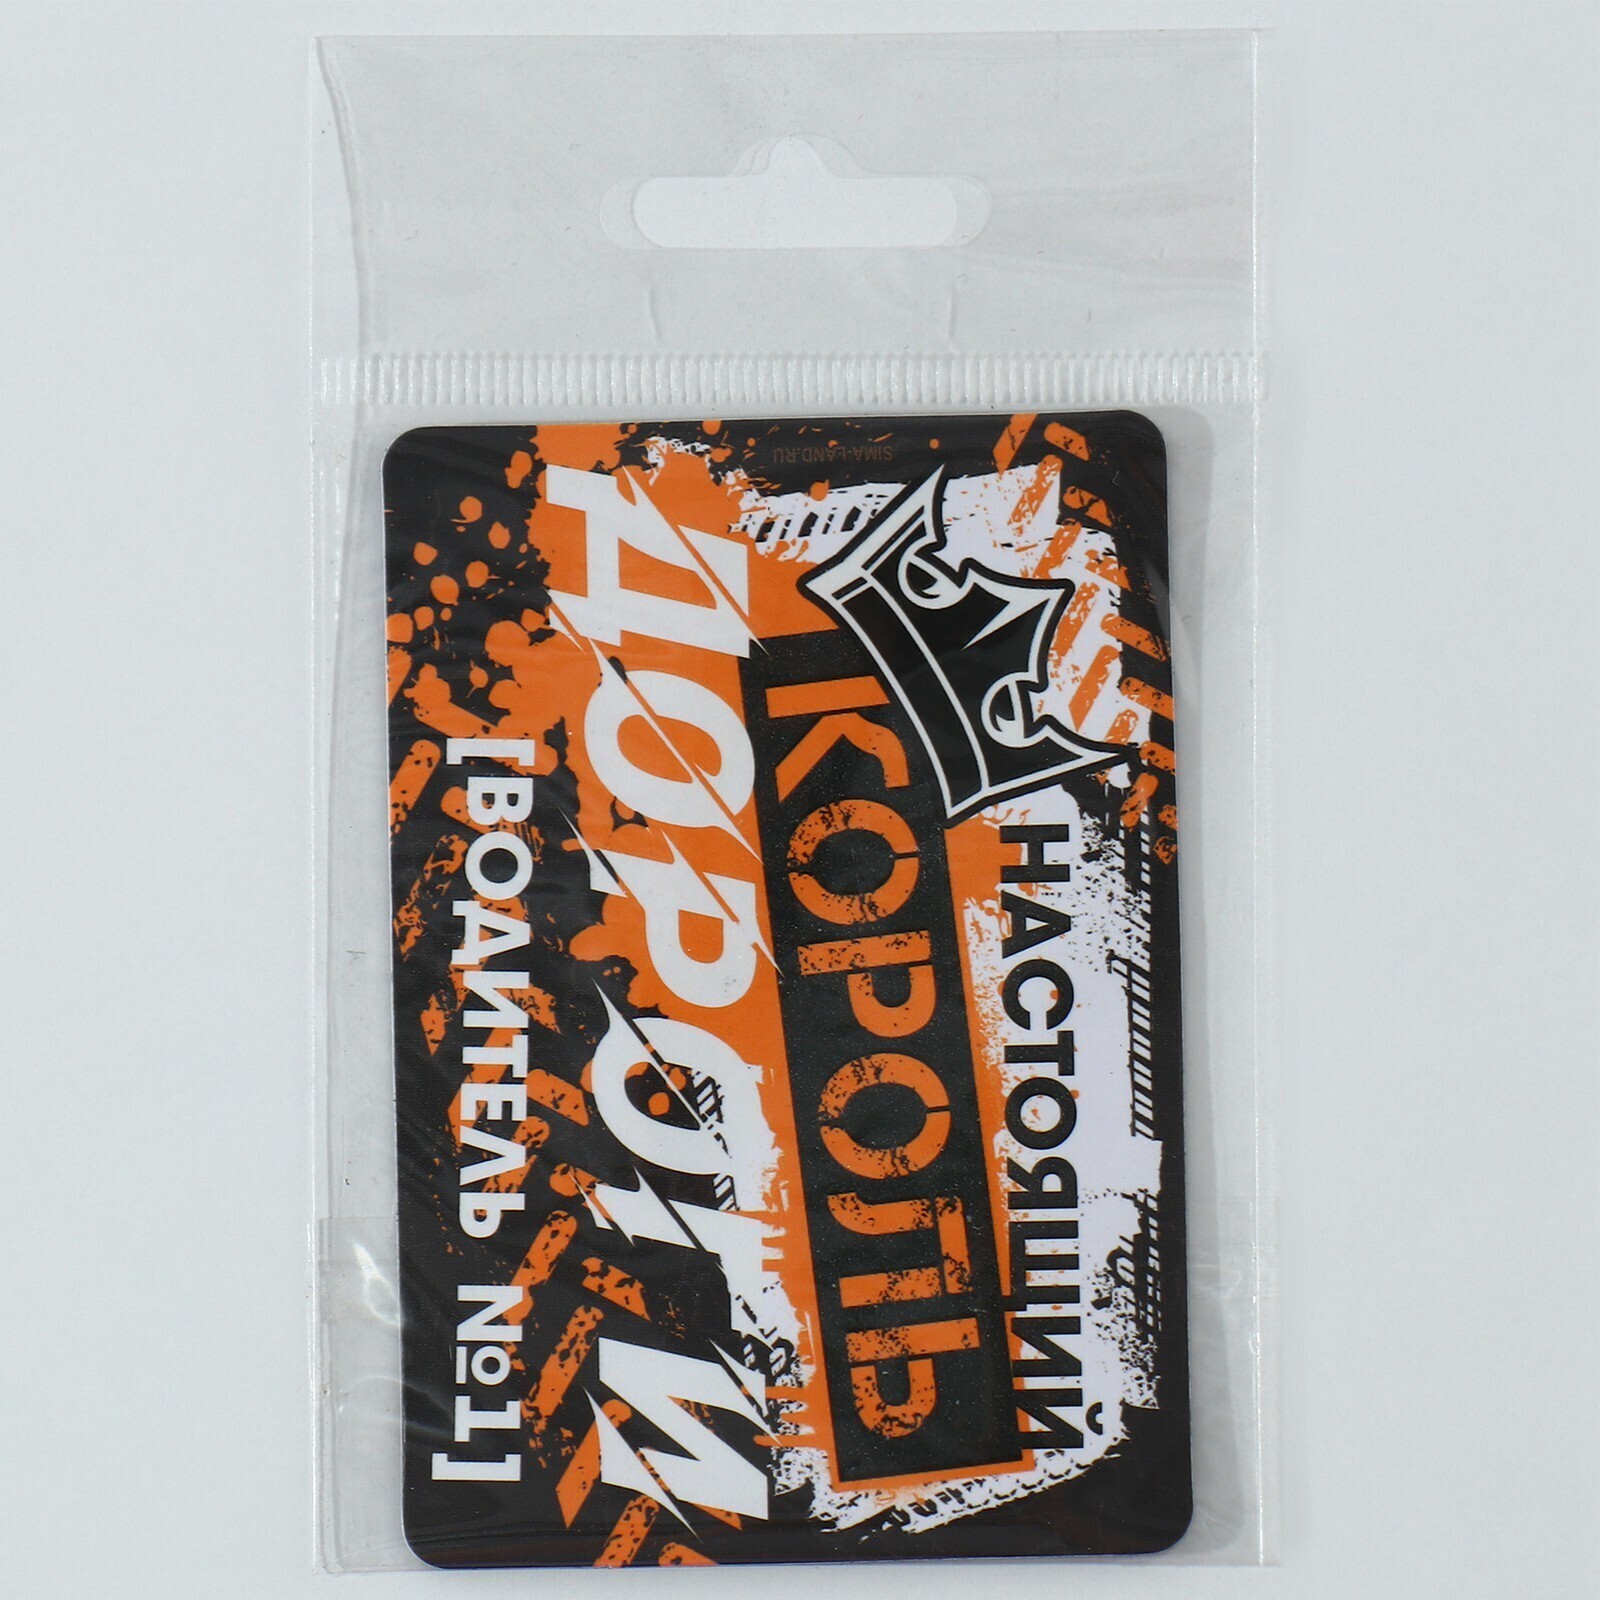 НАСТОЯЩИЙ
КОРОЛЬ
ДОРОГИ
[ВОДИТЕЛЬ №1]
SIMA-LAND.RU